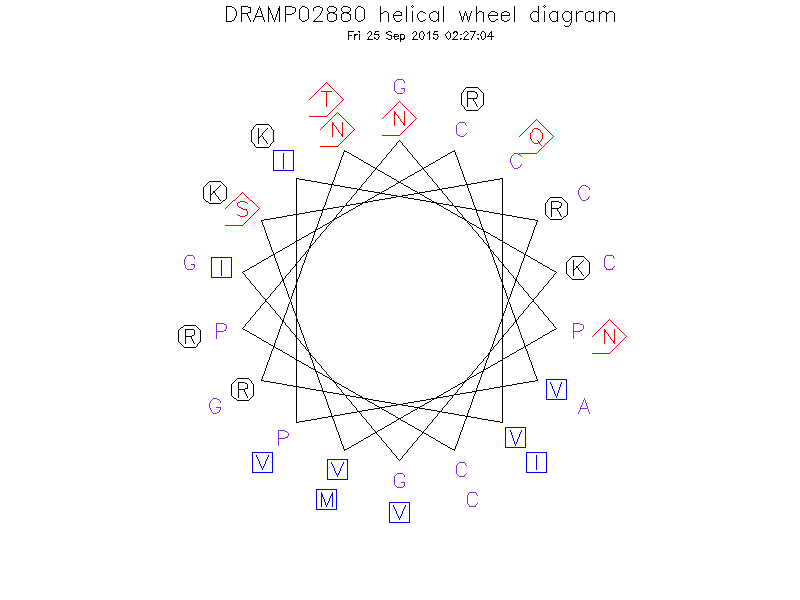 DRAMP02880 helical wheel diagram
Fri 25 Sep 2015 02:27:04
G
T R
N N C
K Q
I C
K C
S R
G I K C
R P P N
R V
G A
P V
V I
V G C
M C
V